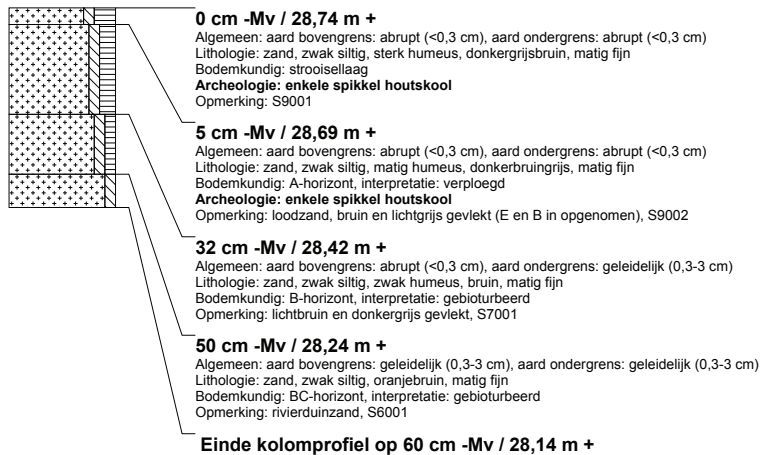 0 cm -Mv / 28,74 m +
Algemeen: aard bovengrens: abrupt (<0,3 cm), aard ondergrens: abrupt (<0,3 cm)
Lithologie: zand, zwak siltig, sterk humeus, donkergrijsbruin, matig fijn
Bodemkundig: strooisellaag
Archeologie: enkele spikkel houtskool
Opmerking: S9001
5 cm -Mv / 28,69 m +
Algemeen: aard bovengrens: abrupt (<0,3 cm), aard ondergrens: abrupt (<0,3 cm)
Lithologie: zand, zwak siltig, matig humeus, donkerbruingrijs, matig fijn
Bodemkundig: A-horizont, interpretatie: verploegd
Archeologie: enkele spikkel houtskool
Opmerking: loodzand, bruin en lichtgrijs gevlekt (E en B in opgenomen), S9002
32 cm -Mv / 28,42 m +
Algemeen: aard bovengrens: abrupt (<0,3 cm), aard ondergrens: geleidelijk (0,3-3 cm)
Lithologie: zand, zwak siltig, zwak humeus, bruin, matig fijn
Bodemkundig: B-horizont, interpretatie: gebioturbeerd
Opmerking: lichtbruin en donkergrijs gevlekt, S7001
50 cm -Mv / 28,24 m +
Algemeen: aard bovengrens: geleidelijk (0,3-3 cm), aard ondergrens: geleidelijk (0,3-3 cm)
Lithologie: zand, zwak siltig, oranjebruin, matig fijn
Bodemkundig: BC-horizont, interpretatie: gebioturbeerd
Opmerking: rivierduinzand, S6001
Einde kolomprofiel op 60 cm -Mv / 28,14 m +